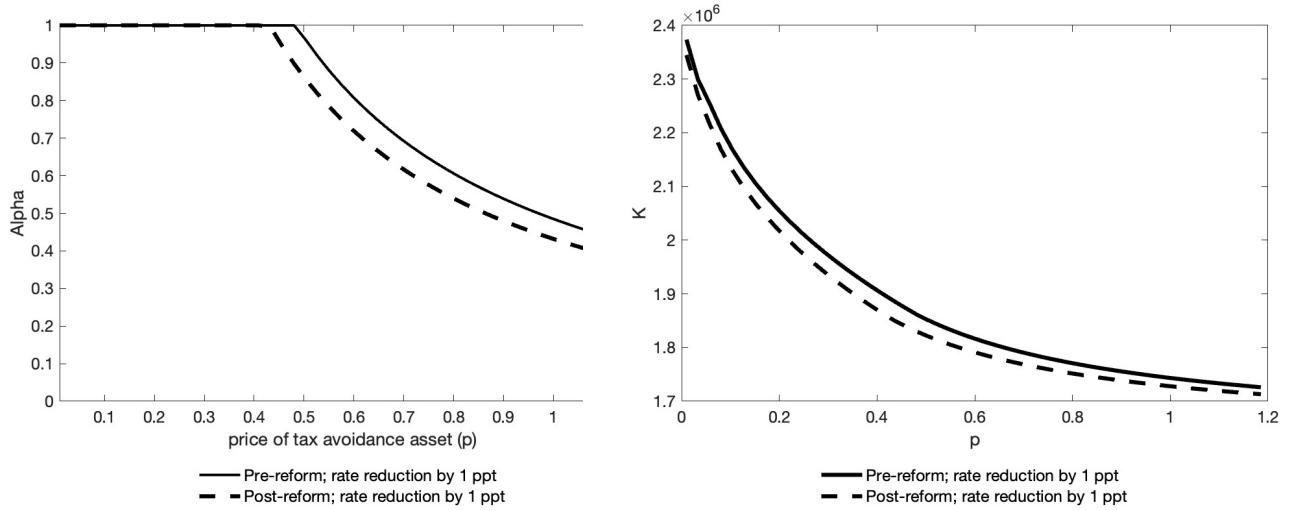 1
0.9
0.8
0.7
0.6
0.5
0.4
0.3
0.2
0.1
0
Alpha
0.1 0.2 0.3 0.4 0.5 0.6 0.7 0.8 0.9 1
price of tax avoidance asset (p)
Pre-reform; rate reduction by 1 ppt
Post-reform; rate reduction by 1 ppt
×10⁶
2.4
2.3
2.2
2.1
2
1.9
1.8
1.7
K
0 0.2 0.4 0.6 0.8 1 1.2
p
Pre-reform; rate reduction by 1 ppt
Post-reform; rate reduction by 1 ppt